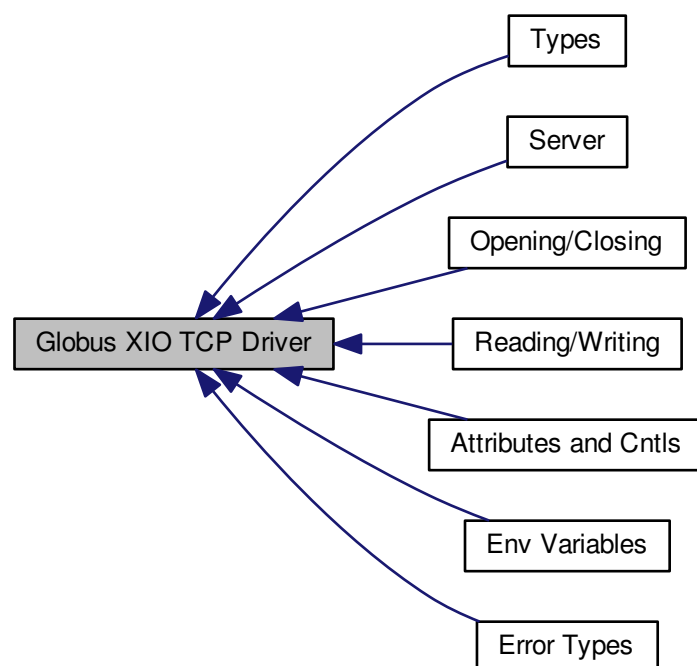 Types
Server
Opening/Closing
Globus XIO TCP Driver
Reading/Writing
Attributes and Cntls
Env Variables
Error Types